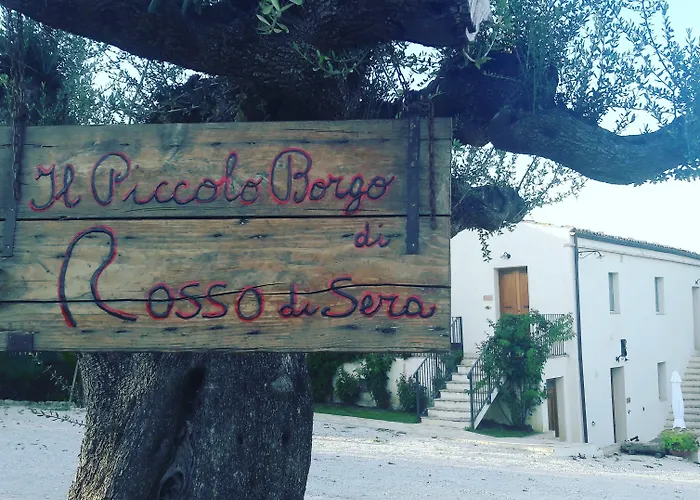 Il Piccolo Borgo
di
Rosso di Sera